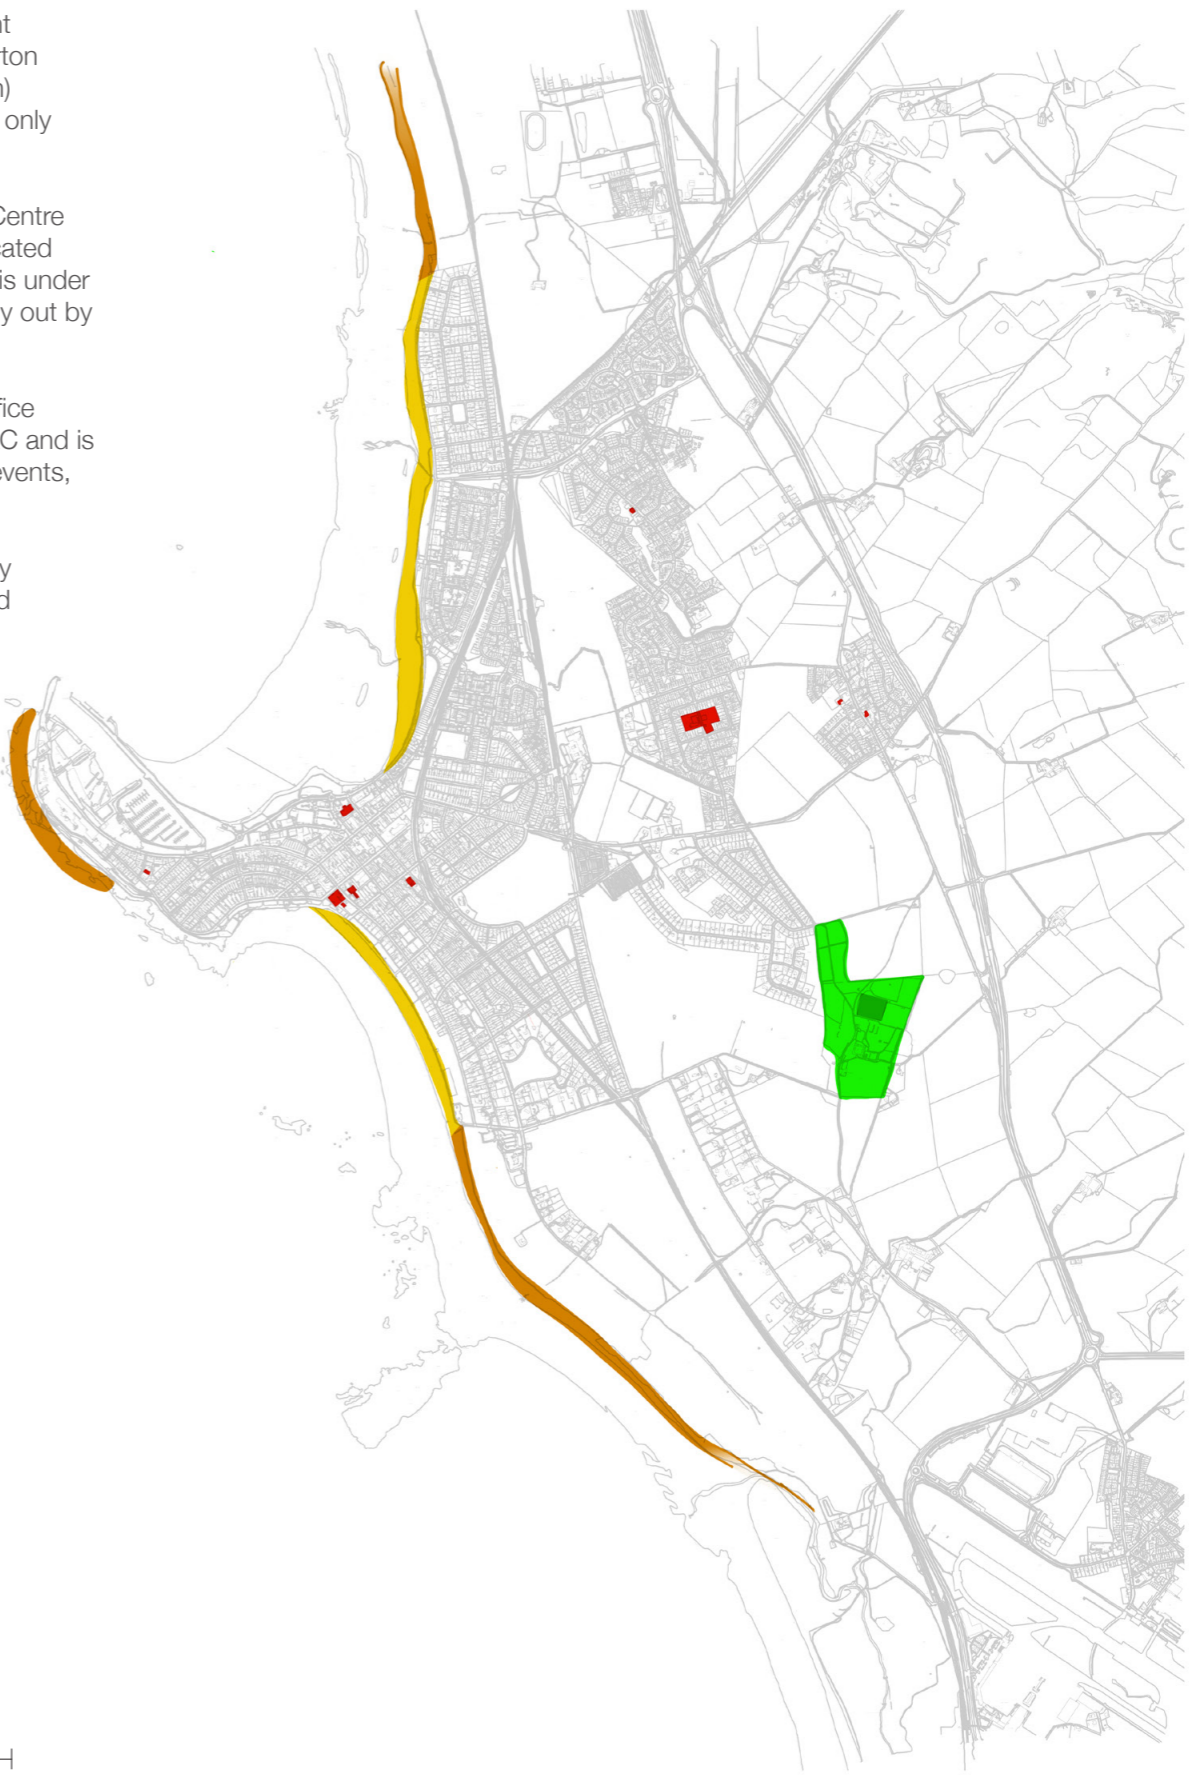 nt
rton
n)
only
Centre
cated
is under
y out by
fice
C and is
events,
y
d
H